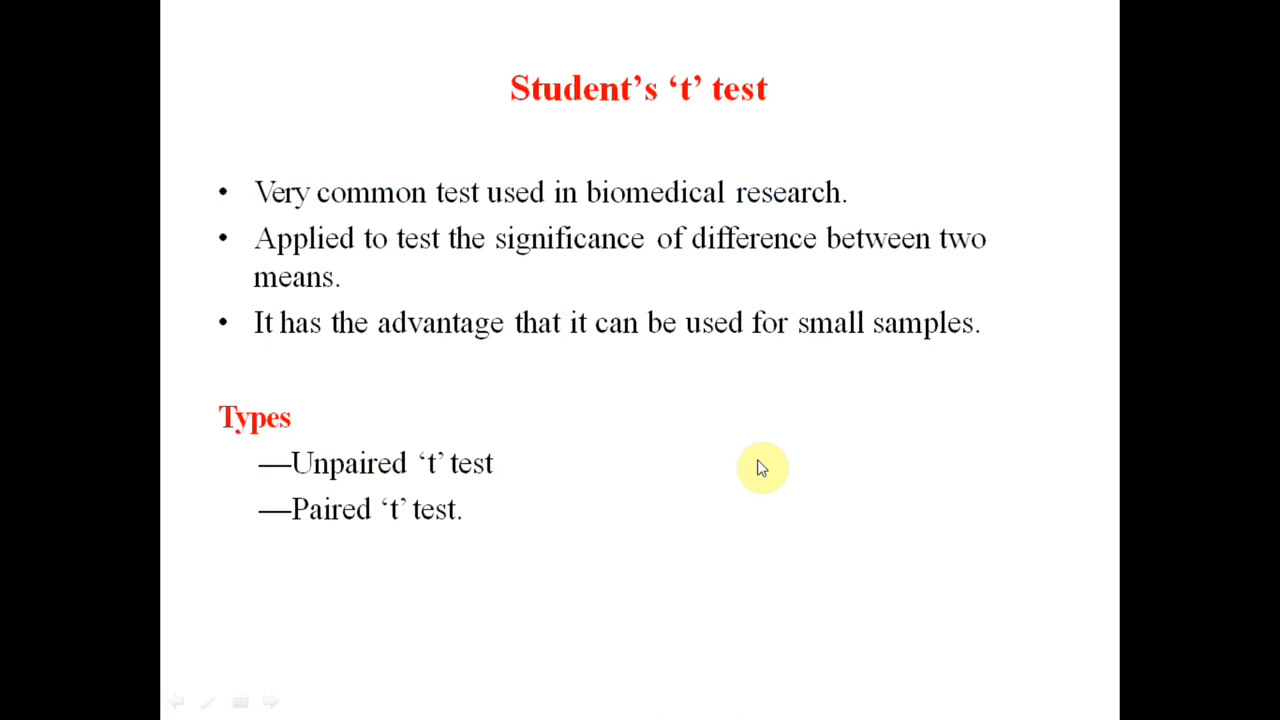 Student’s ‘t’ test
• Very common test used in biomedical research.
• Applied to test the significance of difference between two
means.
• It has the advantage that it can be used for small samples.
Types
—Unpaired ‘t’ test
—Paired ‘t’ test.